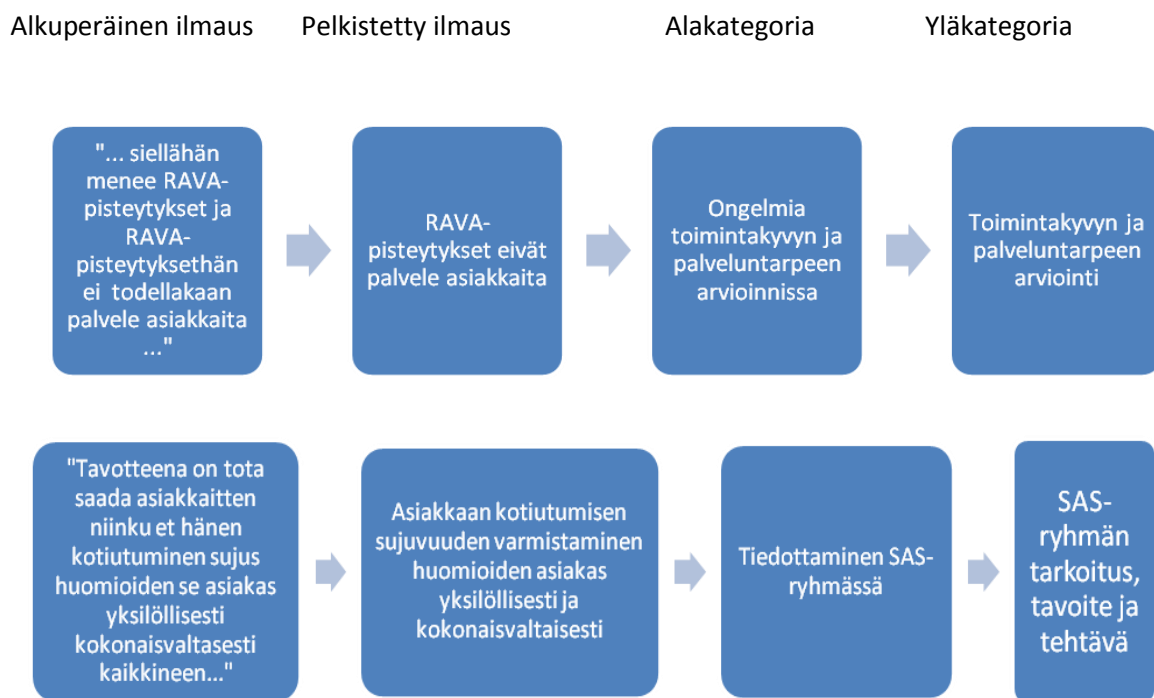 Alkuperäinen ilmaus Pelkistetty ilmaus Alakategoria Yläkategoria
"... siellähän
menee RAVA-
pisteytykset ja
RAVA-
pisteytyksethän
ei todellakaan
palvele asiakkaita
..."
RAVA-
pisteytykset eivät
palvele asiakkaita
Ongelmia
toimintakyvyn ja
palveluntarpeen
arvioinnissa
Toimintakyvyn ja
palveluntarpeen
arviointi
"Tavotteena on tota
saada asiakkaitten
niinku et hänen
kotiutuminen sujus
huomioiden se asiakas
yksilöllisesti
kokonaisvaltasesti
kaikkineen..."
Asiakkaan kotiutumisen
sujuvuuden varmistaminen
huomioiden asiakas
yksilöllisesti ja
kokonaisvaltaisesti
Tiedottaminen SAS-
ryhmässä
SAS-
ryhmän
tarkoitus,
tavoite ja
tehtävä